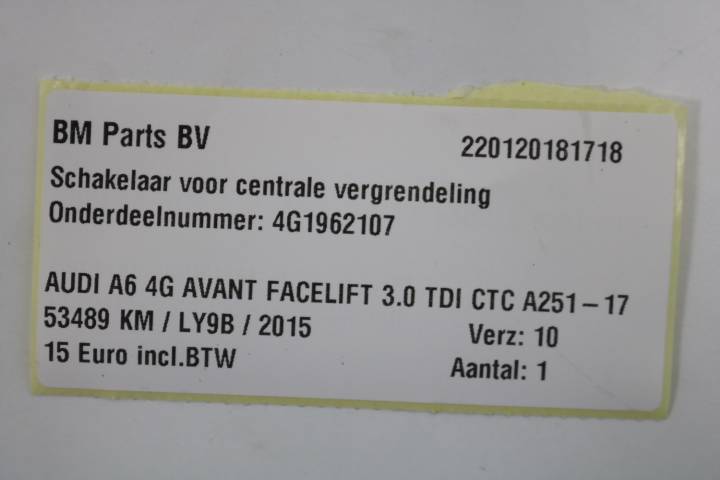 BM Parts BV 220120181718
Schakelaar voor centrale vergrendeling
Onderdeelnummer: 4G1962107
AUDI A6 4G AVANT FACELIFT 3.0 TDI CTC A251-17
53489 KM / LY9B / 2015 Verz: 10
15 Euro incl.BTW Aantal: 1